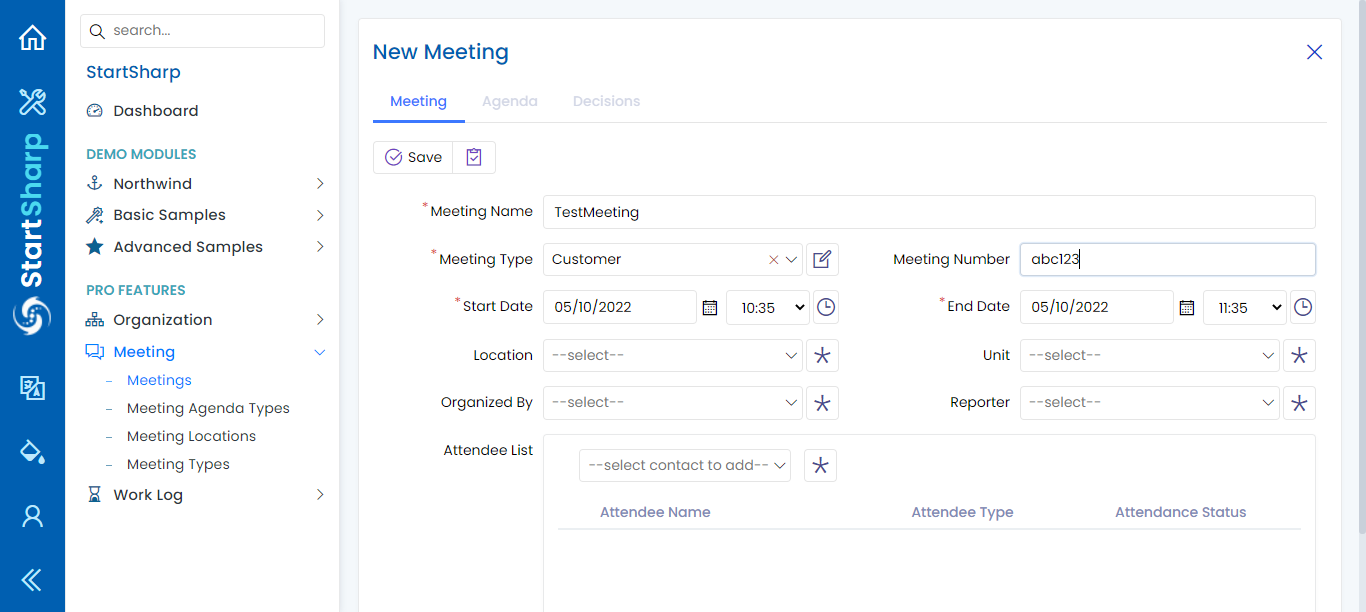 StartSharp
search...
StartSharp
Dashboard
DEMO MODULES
Northwind
Basic Samples
Advanced Samples
PRO FEATURES
Organization
Meeting
– Meetings
– Meeting Agenda Types
– Meeting Locations
– Meeting Types
Work Log
New Meeting
Meeting Agenda Decisions
Save
*Meeting Name TestMeeting
*Meeting Type Customer Meeting Number abc123
*Start Date 05/10/2022 10:35 *End Date 05/10/2022 11:35
Location --select-- Unit --select--
Organized By --select-- Reporter --select--
Attendee List --select contact to add--
Attendee Name Attendee Type Attendance Status